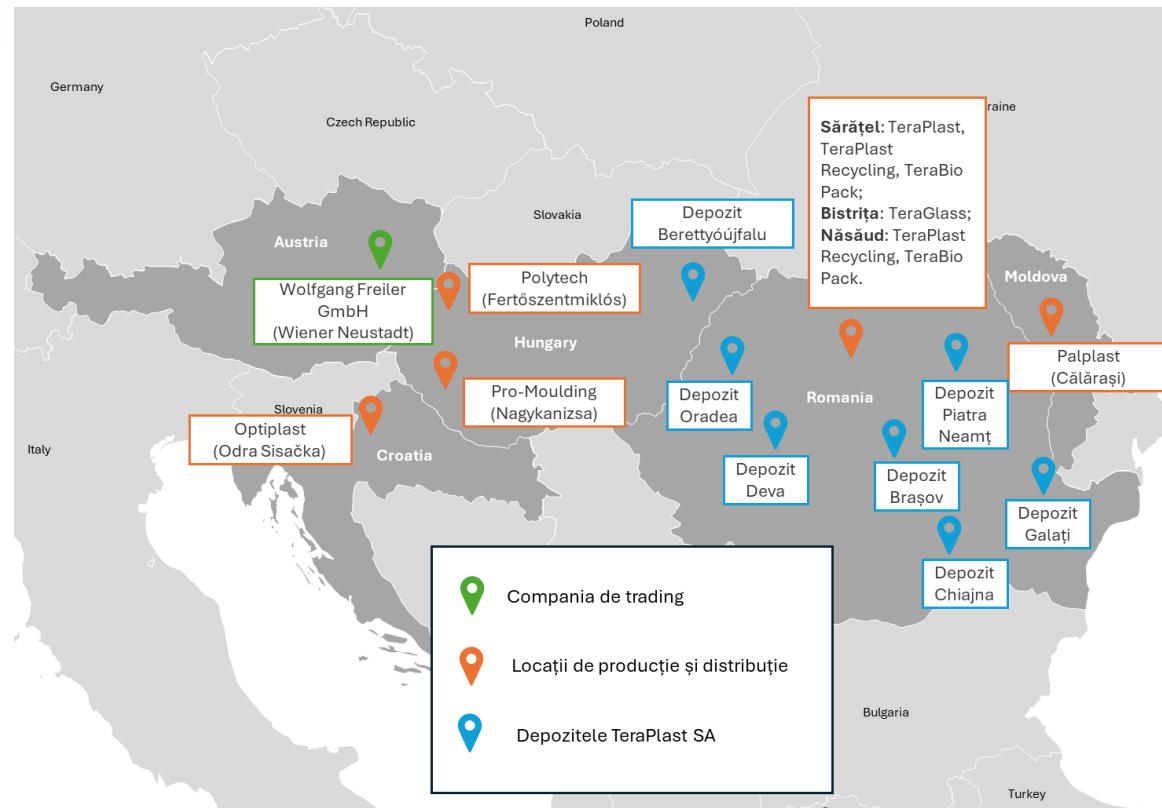 Poland
Germany
Czech Republic
raine
Sărățel: TeraPlast,
TeraPlast
Recycling, TeraBio
Pack;
Bistrița: TeraGlass;
Năsăud: TeraPlast
Recycling, TeraBio
Pack.
Slovakia
Depozit
Berettyóújfalu
Austria
Moldova
Wolfgang Freiler
GmbH
(Wiener Neustadt)
Polytech
(Fertőszentmiklós)
Hungary
Palplast
(Călărași)
Pro-Moulding
(Nagykanizsa)
Depozit
Oradea
Romania
Depozit
Piatra
Neamț
Slovenia
Optiplast
(Odra Sisačka)
Italy
Croatia
Depozit
Deva
Depozit
Brașov
Depozit
Galați
Depozit
Chiajna
Compania de trading
Locații de producție și distribuție
Depozitele TeraPlast SA
Bulgaria
Turkey